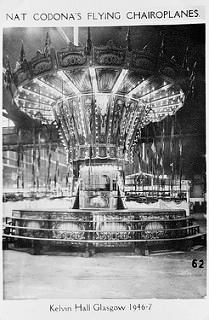 NAT CODONA'S FLYING CHAIROPLANES.
62
Kelvin Hall Glasgow 1946-7